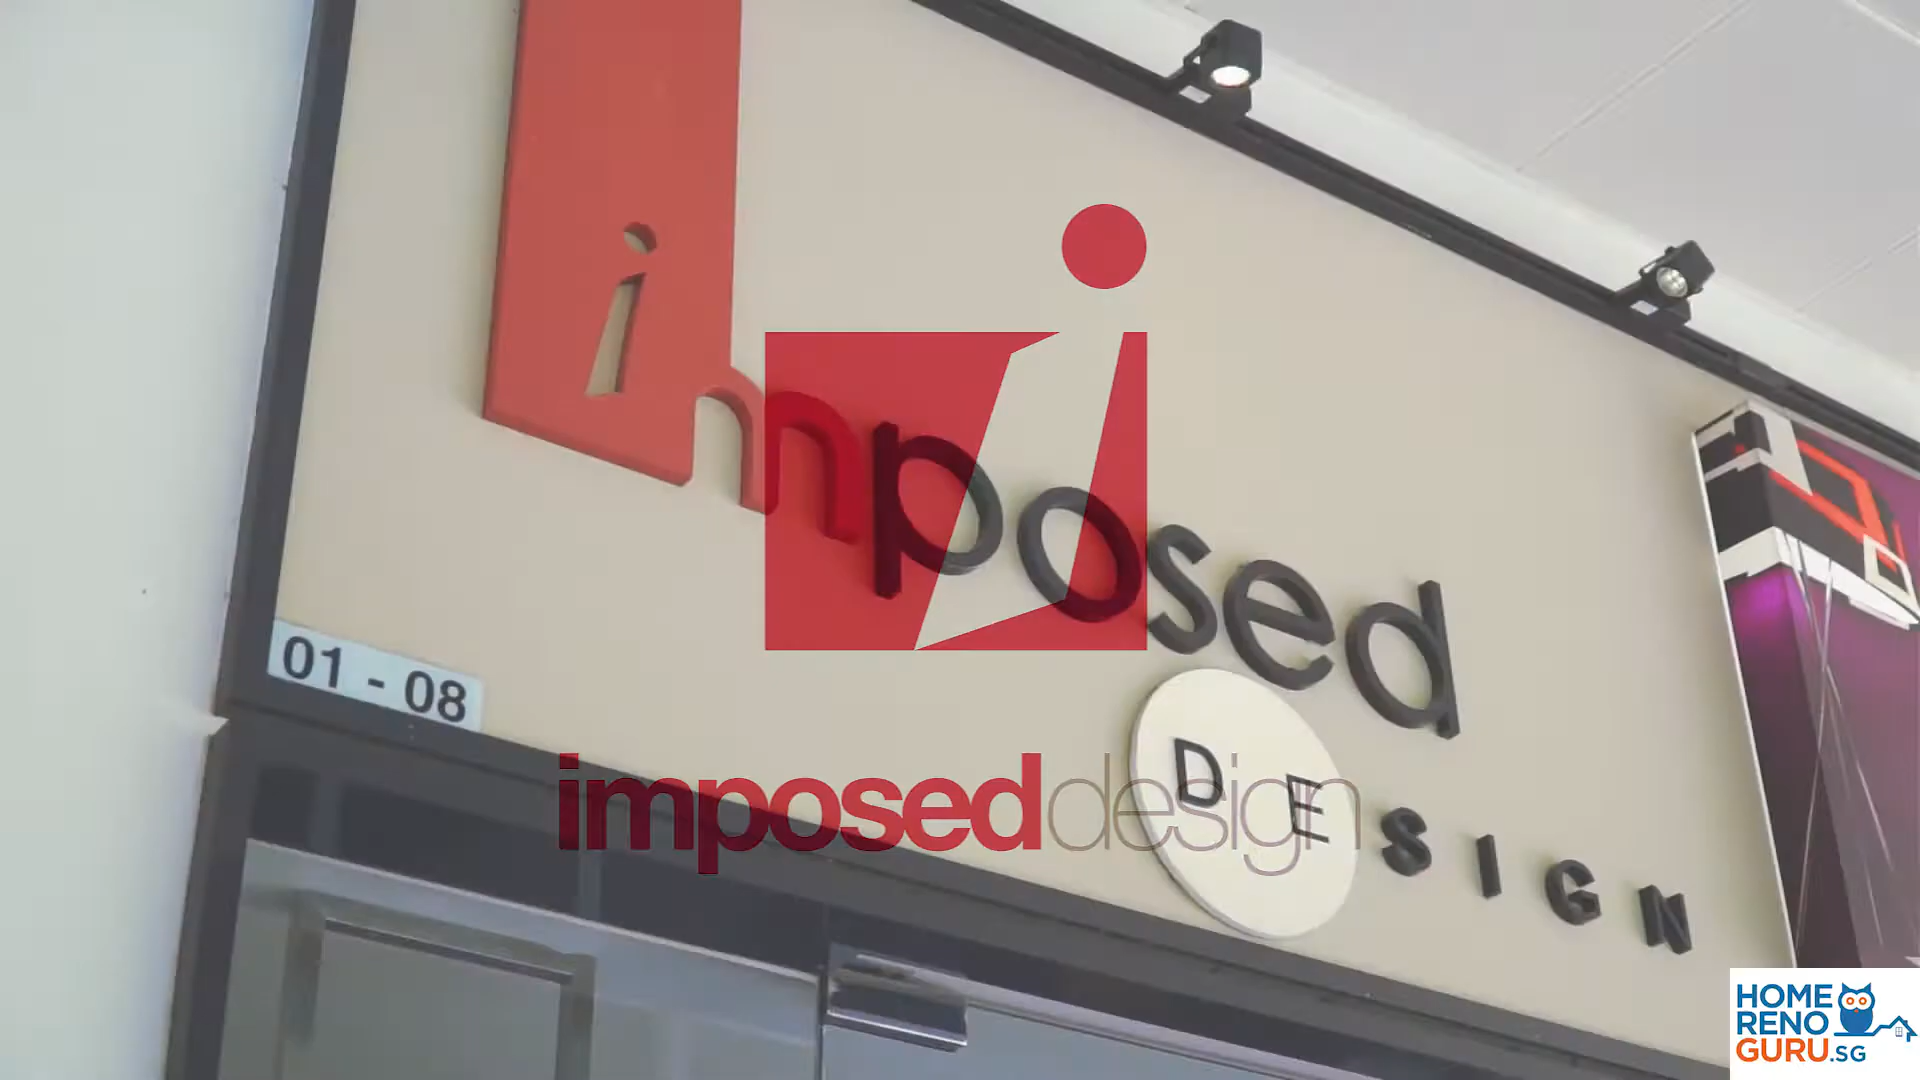 imposed
DESIGN
01 - 08
i
imposeddesign
HOME
RENO
GURU.SG